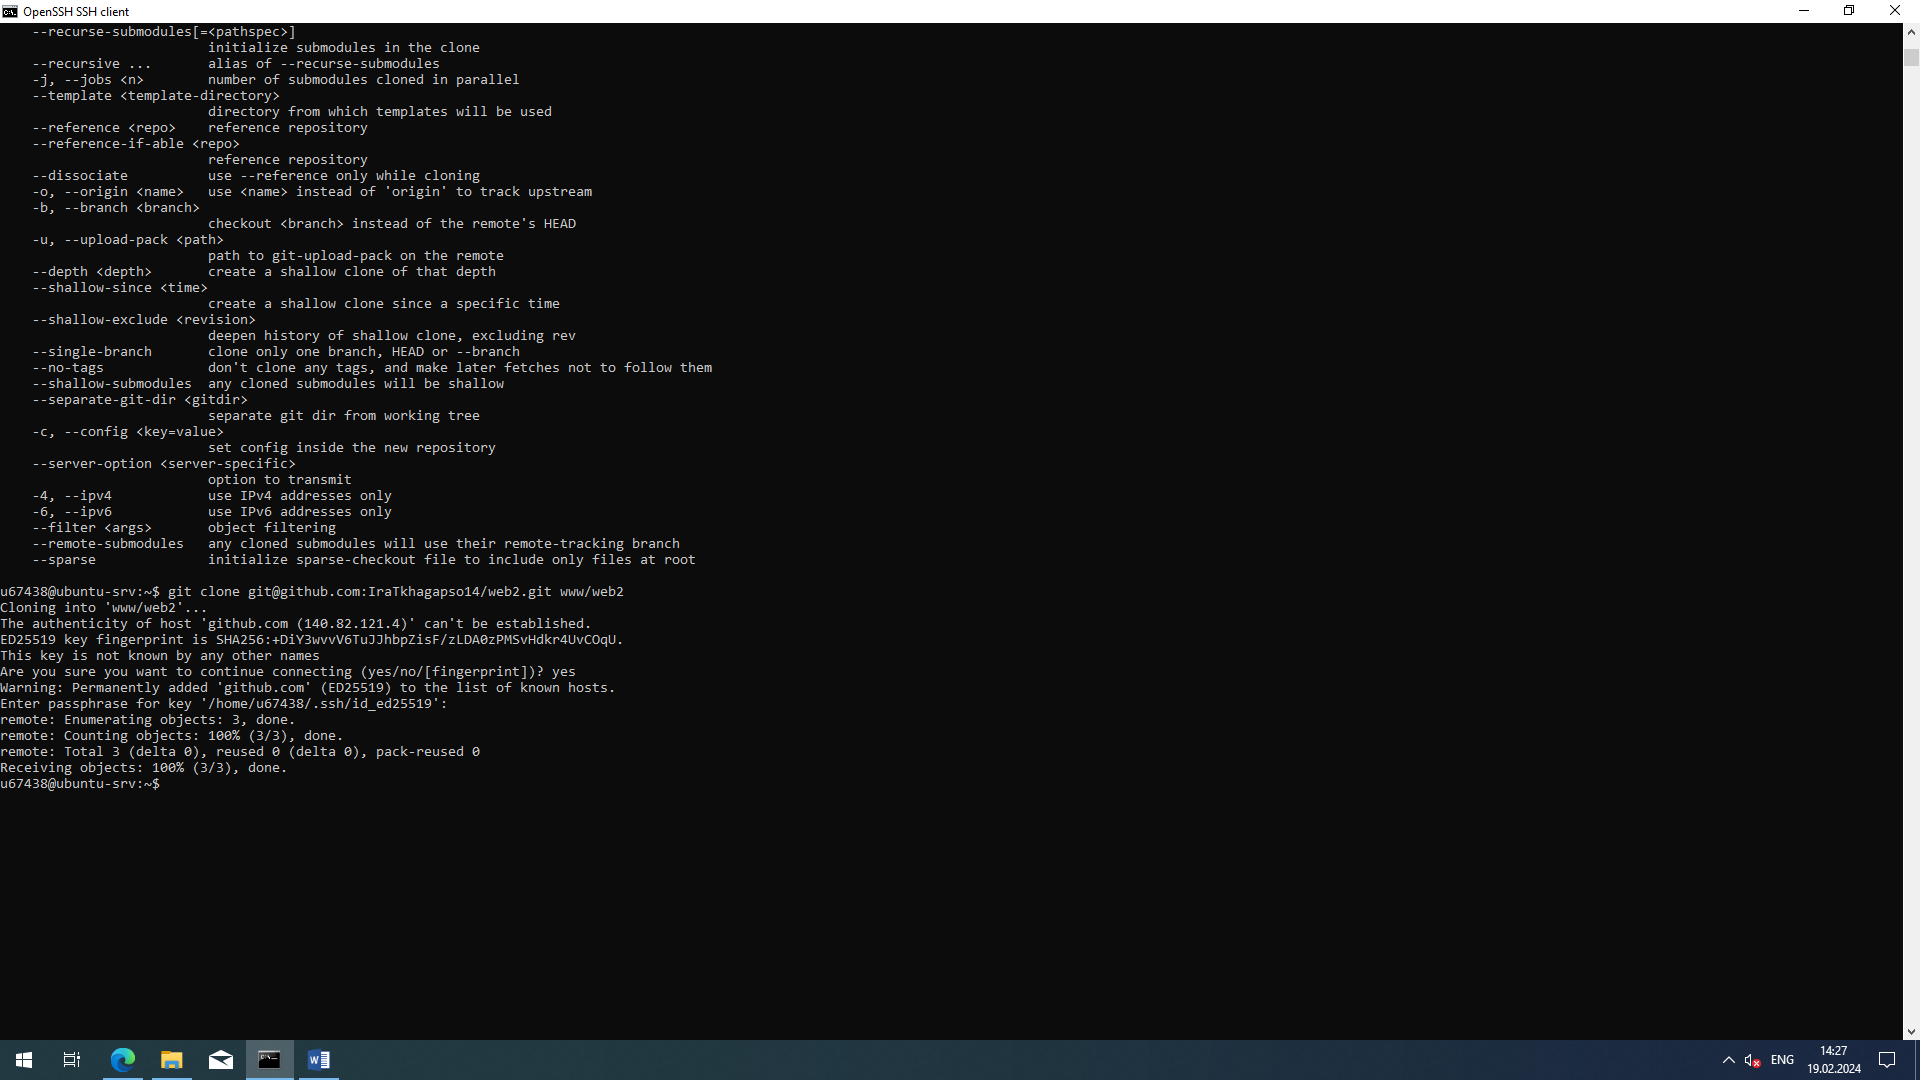 OpenSSH SSH client
--recurse-submodules[=<pathspec>]
initialize submodules in the clone
--recursive ... alias of --recurse-submodules
-j, --jobs <n> number of submodules cloned in parallel
--template <template-directory>
directory from which templates will be used
--reference <repo> reference repository
--reference-if-able <repo>
reference repository
--dissociate use --reference only while cloning
-o, --origin <name> use <name> instead of 'origin' to track upstream
-b, --branch <branch>
checkout <branch> instead of the remote's HEAD
-u, --upload-pack <path>
path to git-upload-pack on the remote
--depth <depth> create a shallow clone of that depth
--shallow-since <time>
create a shallow clone since a specific time
--shallow-exclude <revision>
deepen history of shallow clone, excluding rev
--single-branch clone only one branch, HEAD or --branch
--no-tags don't clone any tags, and make later fetches not to follow them
--shallow-submodules any cloned submodules will be shallow
--separate-git-dir <gitdir>
separate git dir from working tree
-c, --config <key=value>
set config inside the new repository
--server-option <server-specific>
option to transmit
-4, --ipv4 use IPv4 addresses only
-6, --ipv6 use IPv6 addresses only
--filter <args> object filtering
--remote-submodules any cloned submodules will use their remote-tracking branch
--sparse initialize sparse-checkout file to include only files at root
u67438@ubuntu-srv:~$ git clone git@github.com:IraTkhagapso14/web2.git www/web2
Cloning into 'www/web2'...
The authenticity of host 'github.com (140.82.121.4)' can't be established.
ED25519 key fingerprint is SHA256:+DiY3wvvV6TuJJhbpZisF/zLDA0zPMSvHdkr4UvCOqU.
This key is not known by any other names
Are you sure you want to continue connecting (yes/no/[fingerprint])? yes
Warning: Permanently added 'github.com' (ED25519) to the list of known hosts.
Enter passphrase for key '/home/u67438/.ssh/id_ed25519':
remote: Enumerating objects: 3, done.
remote: Counting objects: 100% (3/3), done.
remote: Total 3 (delta 0), reused 0 (delta 0), pack-reused 0
Receiving objects: 100% (3/3), done.
u67438@ubuntu-srv:~$
ENG
14:27
19.02.2024